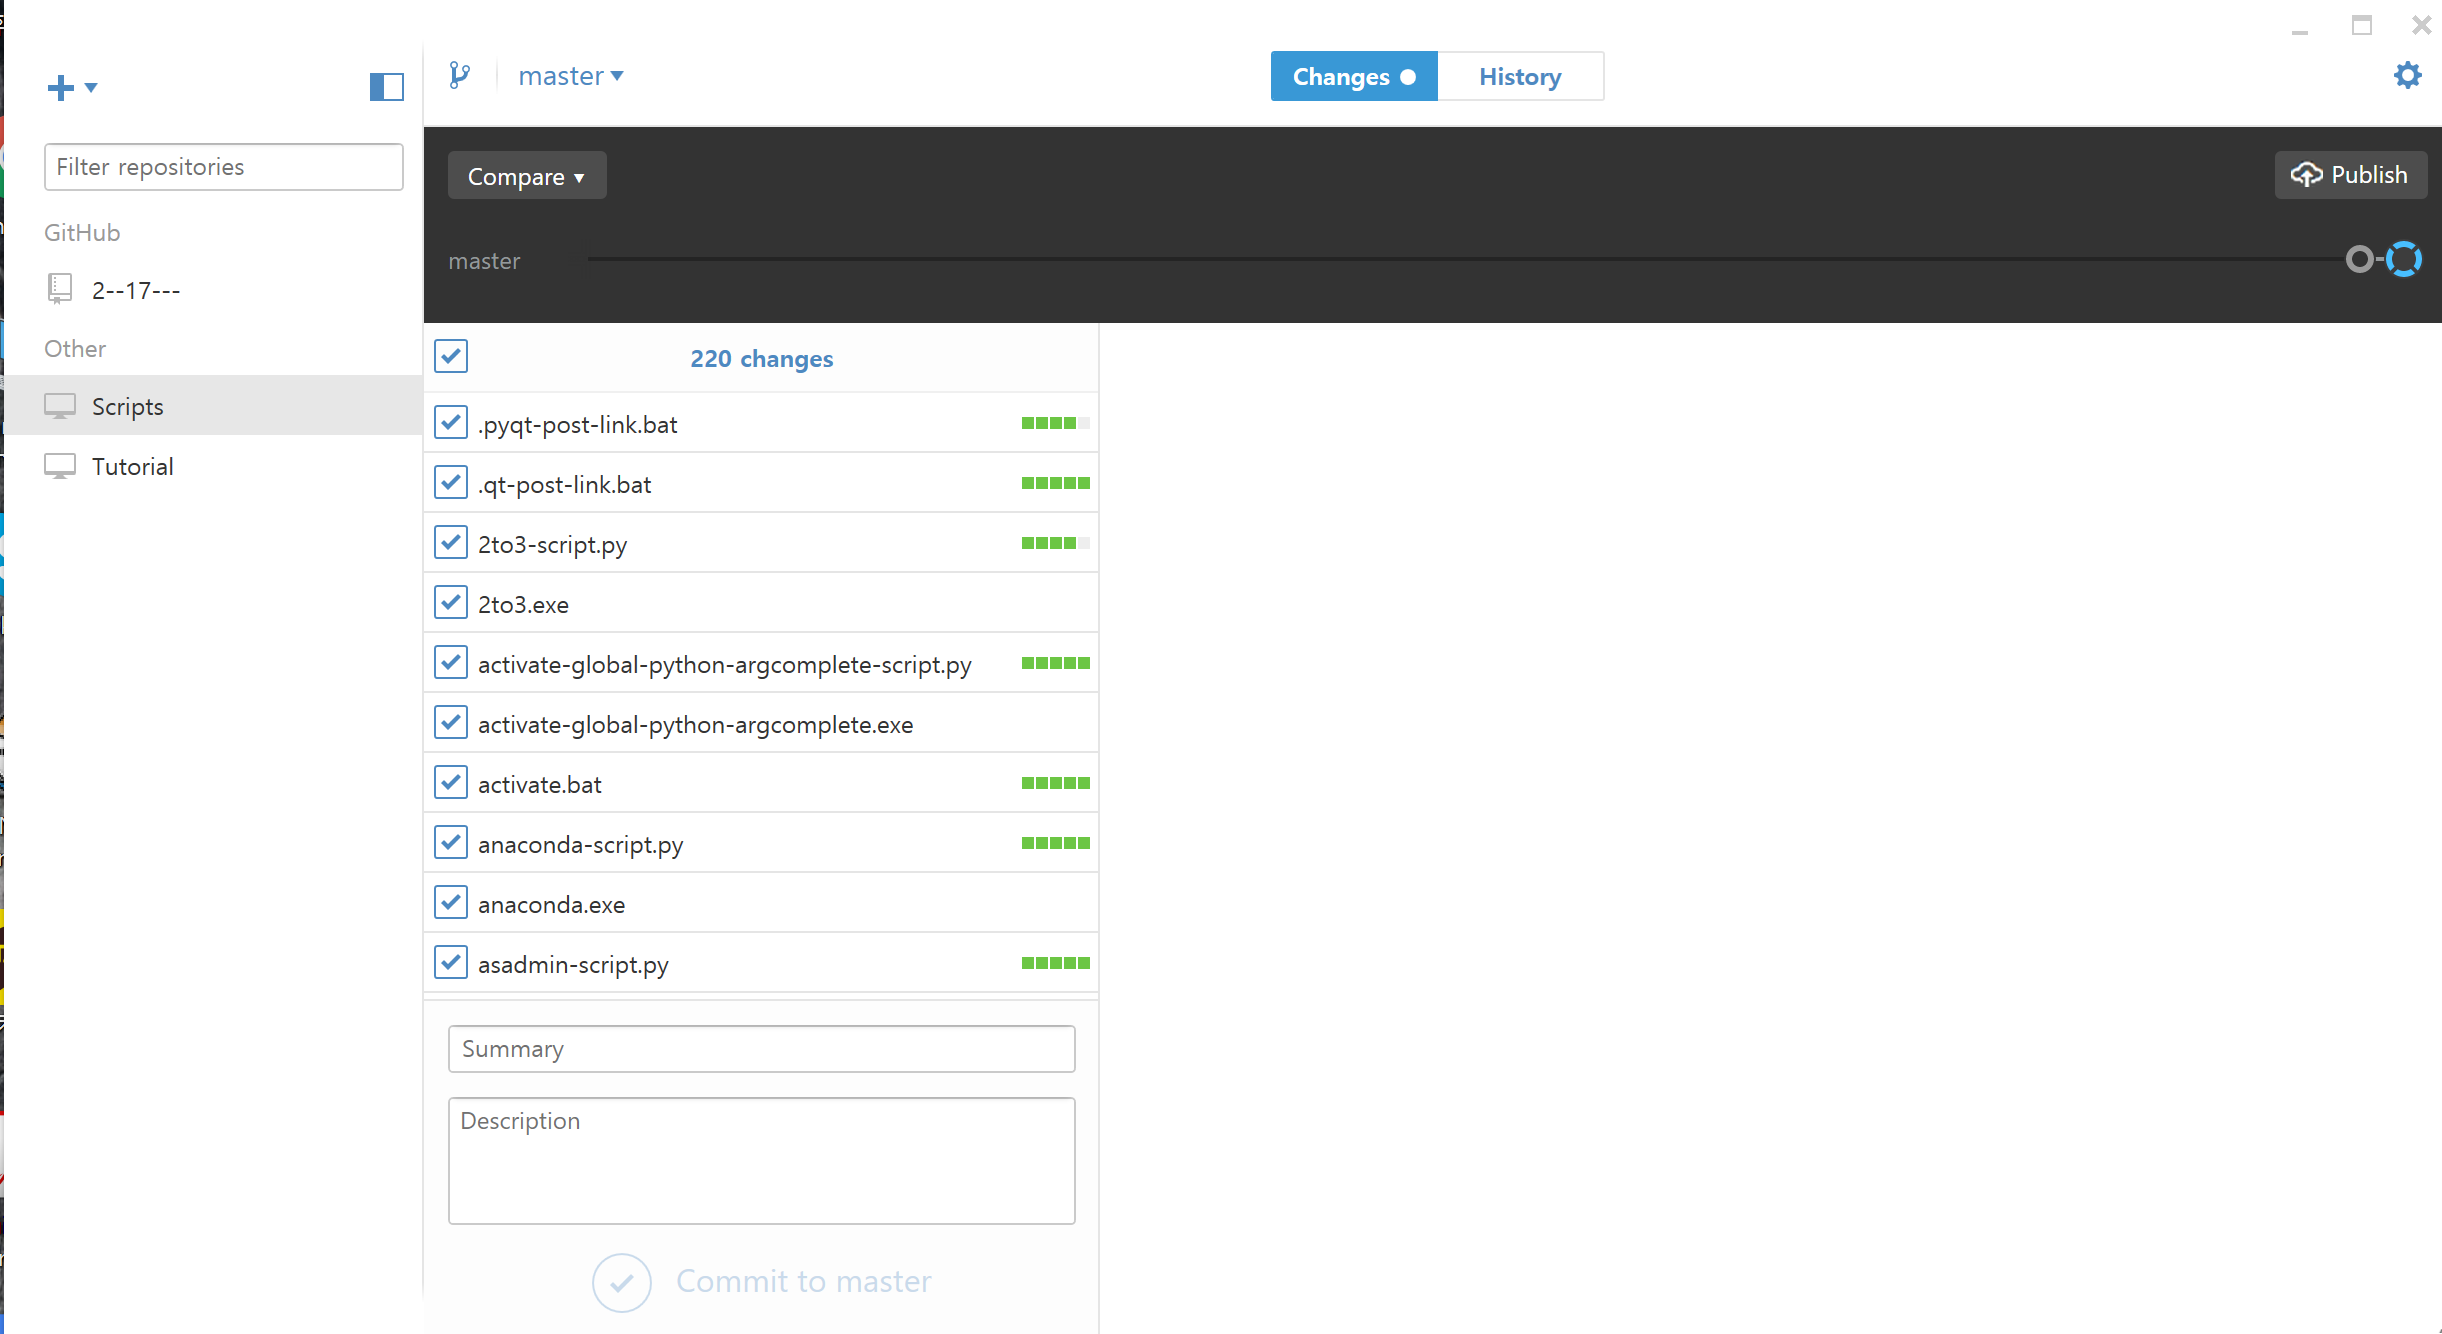 master
Changes
History
Filter repositories
Compare
Publish
GitHub
master
2--17---
Other
220 changes
Scripts
.pyqt-post-link.bat
Tutorial
.qt-post-link.bat
2to3-script.py
2to3.exe
activate-global-python-argcomplete-script.py
activate-global-python-argcomplete.exe
activate.bat
anaconda-script.py
anaconda.exe
asadmin-script.py
Summary
Description
Commit to master